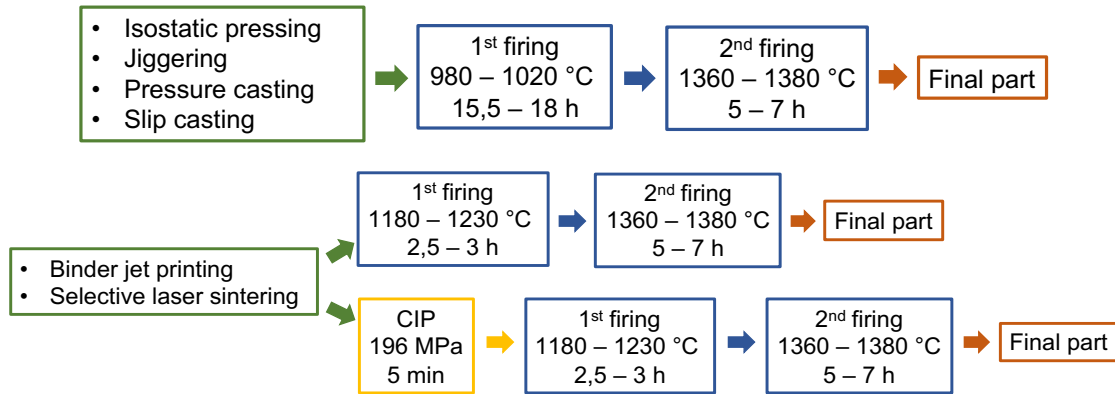 • Isostatic pressing
• Jiggering
• Pressure casting
• Slip casting
1st firing
980 – 1020 °C
15,5 – 18 h
2nd firing
1360 – 1380 °C
5 – 7 h
Final part
• Binder jet printing
• Selective laser sintering
1st firing
1180 – 1230 °C
2,5 – 3 h
2nd firing
1360 – 1380 °C
5 – 7 h
Final part
CIP
196 MPa
5 min
1st firing
1180 – 1230 °C
2,5 – 3 h
2nd firing
1360 – 1380 °C
5 – 7 h
Final part